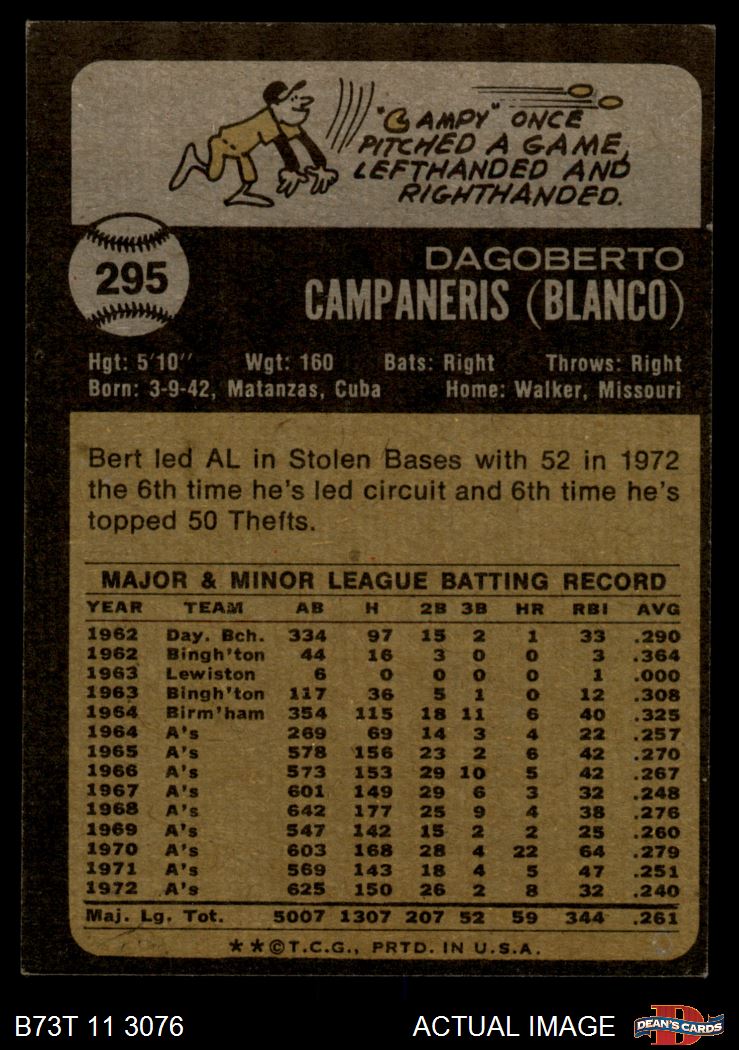 "CAMPY" ONCE
PITCHED A GAME,
LEFTHANDED AND
RIGHTHANDED.
295
DAGOBERTO
CAMPANERIS (BLANCO)
Hgt: 5'10" Wgt: 160 Bats: Right Throws: Right
Born: 3-9-42, Matanzas, Cuba Home: Walker, Missouri
Bert led AL in Stolen Bases with 52 in 1972
the 6th time he's led circuit and 6th time he's
topped 50 Thefts.
MAJOR & MINOR LEAGUE BATTING RECORD
YEAR TEAM AB H 2B 3B HR RBI AVG
1962 Day. Bch. 334 97 15 2 1 33 .290
1962 Bingh'ton 44 16 3 0 0 3 .364
1963 Lewiston 6 0 0 0 0 1 .000
1963 Bingh'ton 117 36 5 1 0 12 .308
1964 Birm'ham 354 115 18 11 6 40 .325
1964 A's 269 69 14 3 4 22 .257
1965 A's 578 156 23 2 6 42 .270
1966 A's 573 153 29 10 5 42 .267
1967 A's 601 149 29 6 3 32 .248
1968 A's 642 177 25 9 4 38 .276
1969 A's 547 142 15 2 2 25 .260
1970 A's 603 168 28 4 22 64 .279
1971 A's 569 143 18 4 5 47 .251
1972 A's 625 150 26 2 8 32 .240
Maj. Lg. Tot. 5007 1307 207 52 59 344 .261
**©T.C.G., PRTD. IN U.S.A.
B73T 11 3076 ACTUAL IMAGE D DEAN'S CARDS